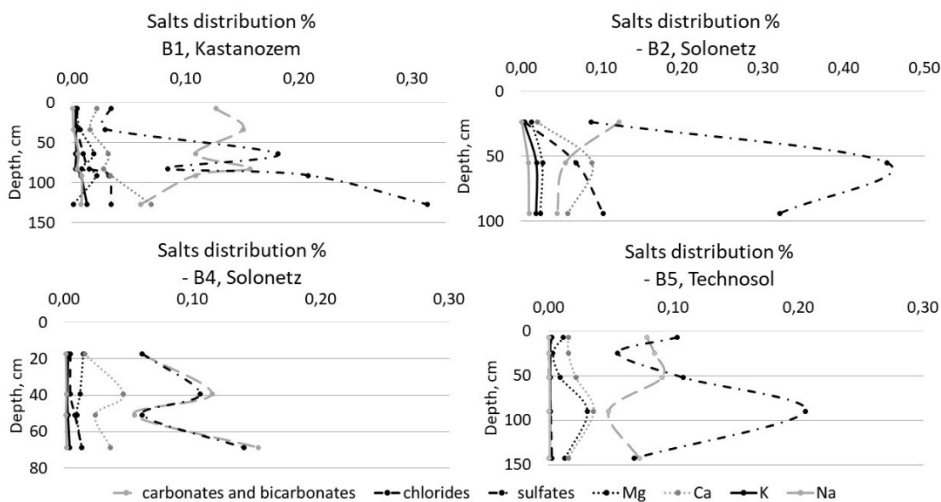 Salts distribution %
B1, Kastanozem
0,00 0,10 0,20 0,30
0
50
100
150
Depth, cm
Salts distribution %
- B2, Solonetz
0,00 0,10 0,20 0,30 0,40 0,50
0
50
100
Depth, cm
Salts distribution %
- B4, Solonetz
0,00 0,10 0,20 0,30
0
20
40
60
80
Depth, cm
Salts distribution %
- B5, Technosol
0,00 0,10 0,20 0,30
0
50
100
150
Depth, cm
carbonates and bicarbonates chlorides sulfates Mg Ca K Na